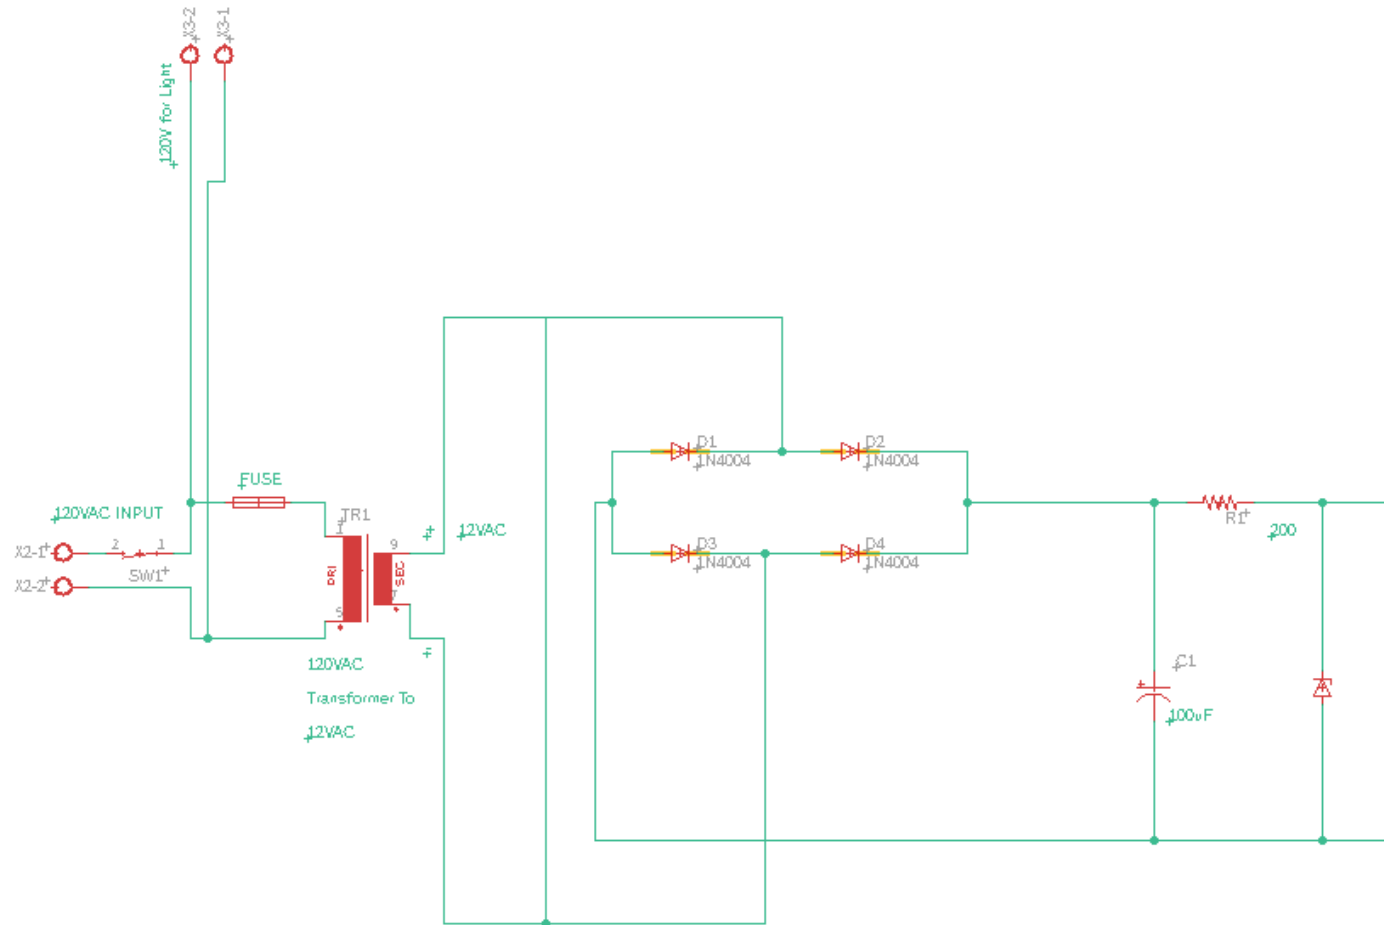 X3-2
X3-1
120V for Light
FUSE
120VAC INPUT
X2-1
2
1
SW1
X2-2
TR1
1
PRI
5
9
SEC
7
12VAC
120VAC
Transformer To
12VAC
D1
1N4004
D2
1N4004
D3
1N4004
D4
1N4004
R1
200
C1
100uF